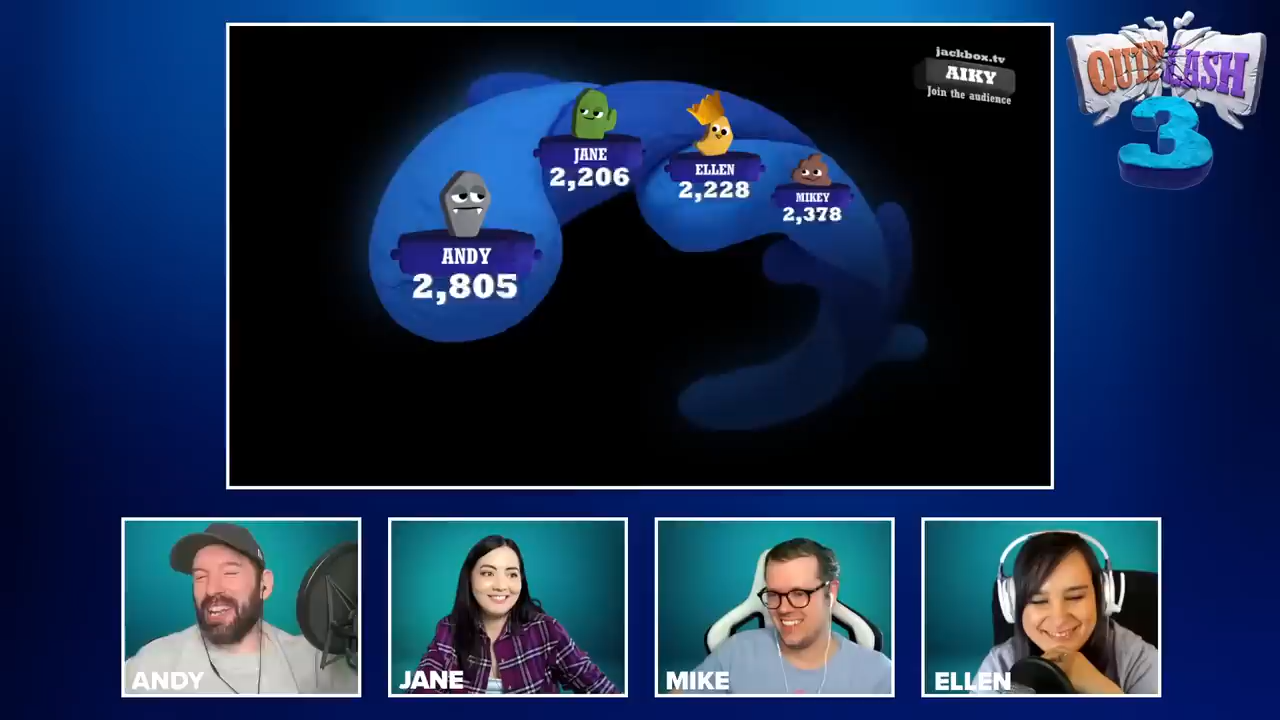 jackbox.tv
AIKY
Join the audience
QUIPLASH
3
JANE
2,206
ELLEN
2,228
MIKEY
2,378
ANDY
2,805
ANDY
JANE
MIKE
ELLEN